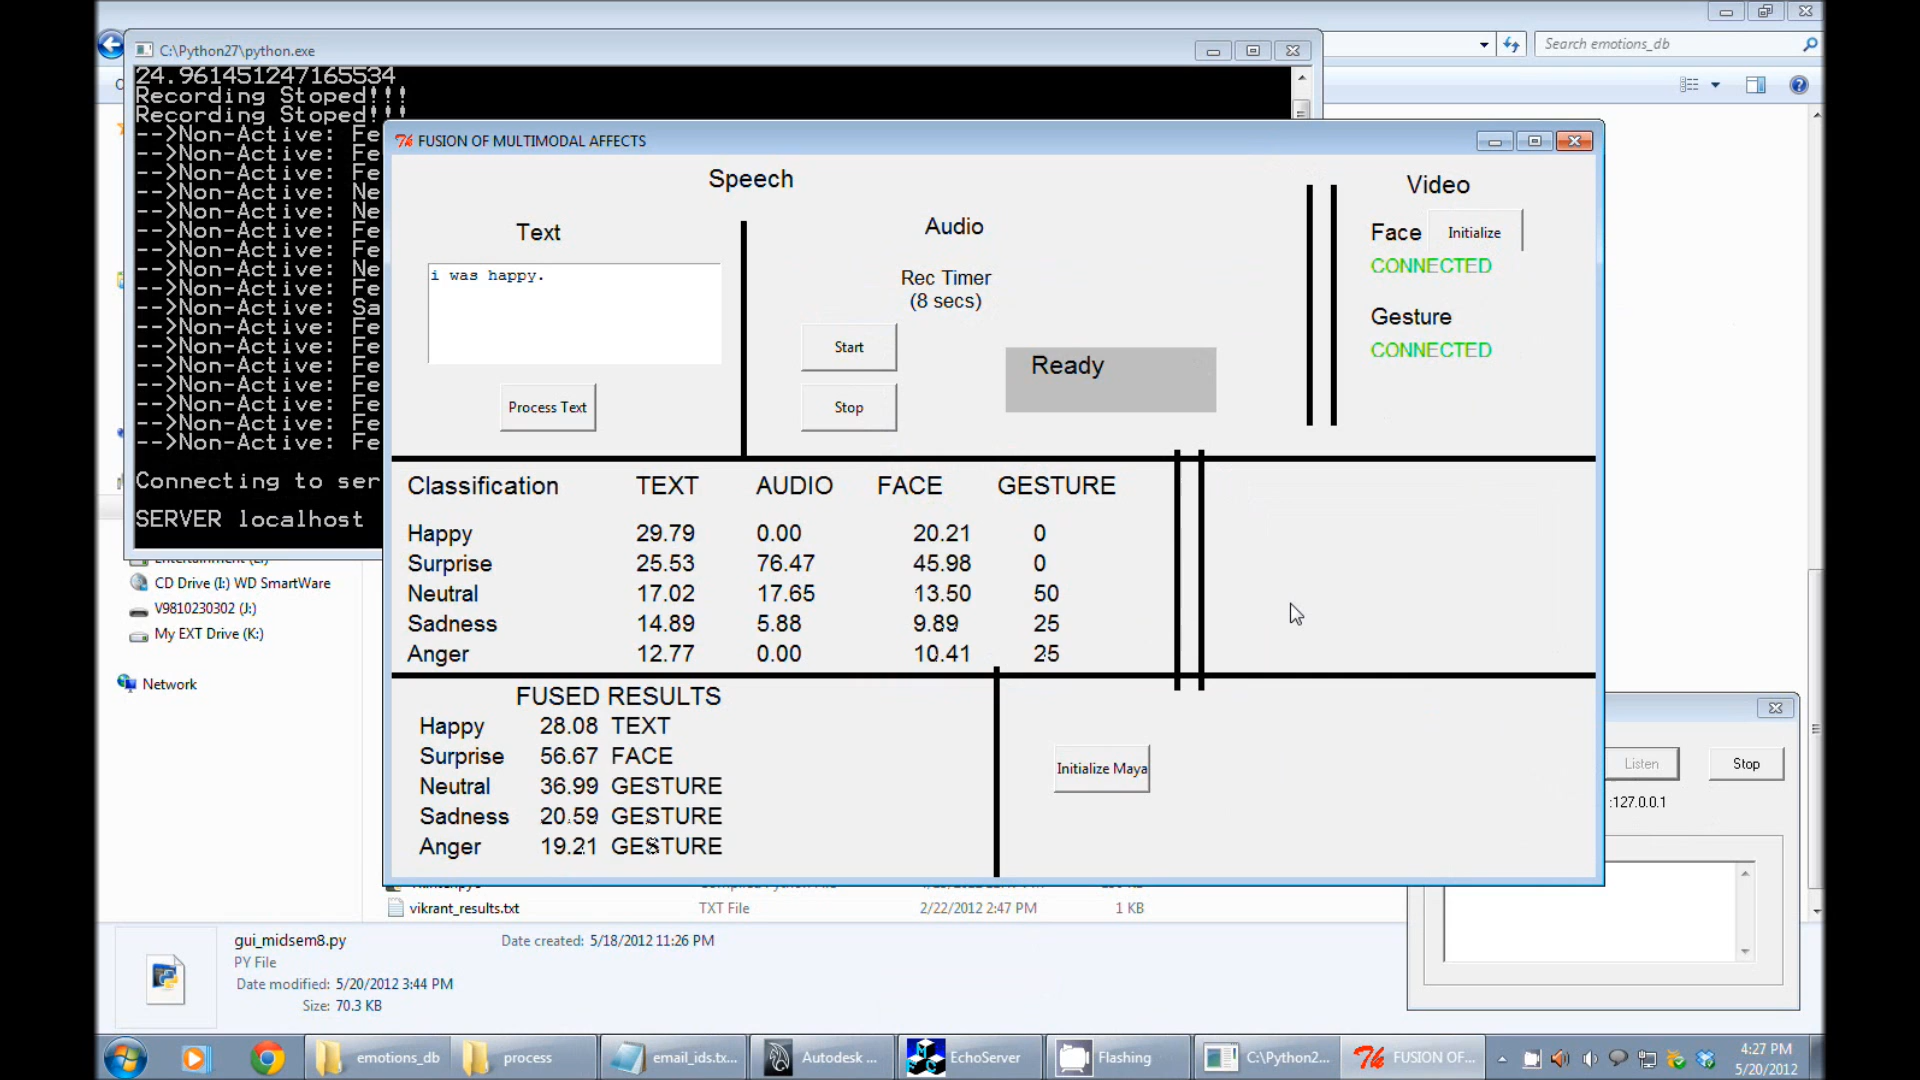 Search emotions_db
C:\Python27\python.exe
24.961451247165534
Recording Stoped!!!
Recording Stoped!!!
-->Non-Active: Fe
-->Non-Active: Fe
-->Non-Active: Fe
-->Non-Active: Ne
-->Non-Active: Ne
-->Non-Active: Fe
-->Non-Active: Fe
-->Non-Active: Ne
-->Non-Active: Fe
-->Non-Active: Sa
-->Non-Active: Fe
-->Non-Active: Fe
-->Non-Active: Fe
-->Non-Active: Fe
-->Non-Active: Fe
-->Non-Active: Fe
-->Non-Active: Fe
Connecting to ser
SERVER localhost
FUSION OF MULTIMODAL AFFECTS
Speech
Text
i was happy.
Process Text
Audio
Rec Timer
(8 secs)
Start
Stop
Ready
Video
Face Initialize
CONNECTED
Gesture
CONNECTED
Classification TEXT AUDIO FACE GESTURE
Happy 29.79 0.00 20.21 0
Surprise 25.53 76.47 45.98 0
Neutral 17.02 17.65 13.50 50
Sadness 14.89 5.88 9.89 25
Anger 12.77 0.00 10.41 25
FUSED RESULTS
Happy 28.08 TEXT
Surprise 56.67 FACE
Neutral 36.99 GESTURE
Sadness 20.59 GESTURE
Anger 19.21 GESTURE
Initialize Maya
CD Drive (I:) WD SmartWare
V9810230302 (J:)
My EXT Drive (K:)
Network
Listen Stop
:127.0.0.1
vikrant_results.txt TXT File 2/22/2012 2:47 PM 1 KB
gui_midsem8.py Date created: 5/18/2012 11:26 PM
PY File
Date modified: 5/20/2012 3:44 PM
Size: 70.3 KB
emotions_db process email_ids.tx... Autodesk ... EchoServer Flashing C:\Python2... FUSION OF...
4:27 PM
5/20/2012